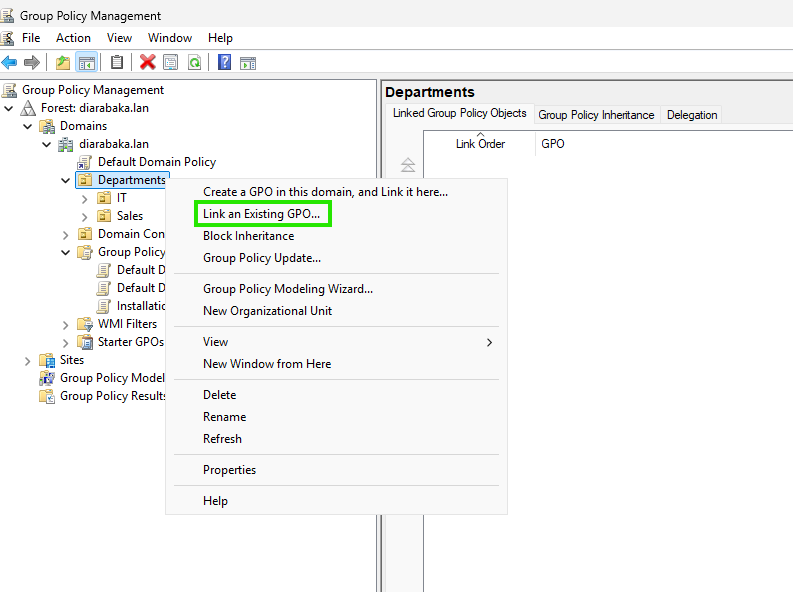 Group Policy Management
File Action View Window Help
Group Policy Management
Forest: diarabaka.lan
Domains
diarabaka.lan
Default Domain Policy
Departments
IT
Sales
Domain Con
Group Policy
Default D
Default D
Installatio
WMI Filters
Starter GPOs
Sites
Group Policy Model
Group Policy Results
Create a GPO in this domain, and Link it here...
Link an Existing GPO...
Block Inheritance
Group Policy Update...
Group Policy Modeling Wizard...
New Organizational Unit
View
New Window from Here
Delete
Rename
Refresh
Properties
Help
Departments
Linked Group Policy Objects Group Policy Inheritance Delegation
Link Order GPO